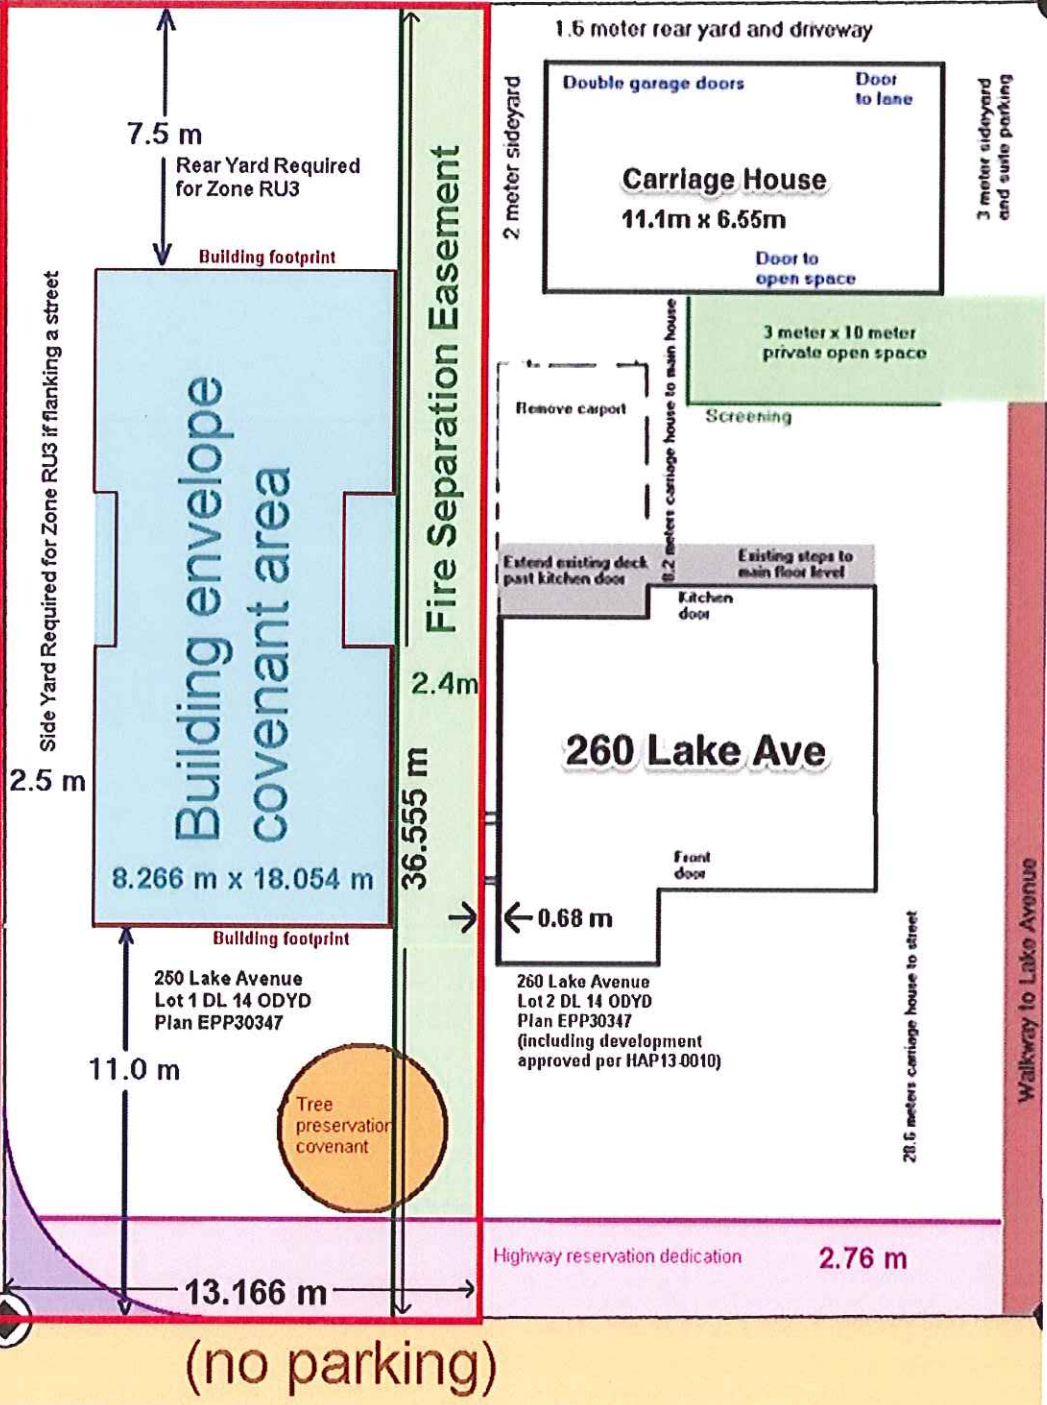 1.6 meter rear yard and driveway
7.5 m
Rear Yard Required
for Zone RU3
Building footprint
Side Yard Required for Zone RU3 if flanking a street
2.5 m
Building envelope
covenant area
8.266 m x 18.054 m
Building footprint
Fire Separation Easement
2.4m
36.555 m
0.68 m
250 Lake Avenue
Lot 1 DL 14 ODYD
Plan EPP30347
11.0 m
Tree
preservation
covenant
13.166 m
2 meter sideyard
Double garage doors
Door
to lane
Carriage House
11.1m x 6.55m
Door to
open space
3 meter sideyard
and suite parking
3 meter x 10 meter
private open space
Screening
8.2 meters carriage house to main house
Remove carport
Extend existing deck
past kitchen door
Existing steps to
main floor level
Kitchen
door
260 Lake Ave
Front
door
260 Lake Avenue
Lot 2 DL 14 ODYD
Plan EPP30347
(including development
approved per HAP13-0010)
28.6 meters carriage house to street
Walkway to Lake Avenue
Highway reservation dedication
2.76 m
(no parking)